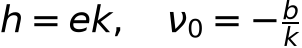 h = ek,  ν₀ = −b/k